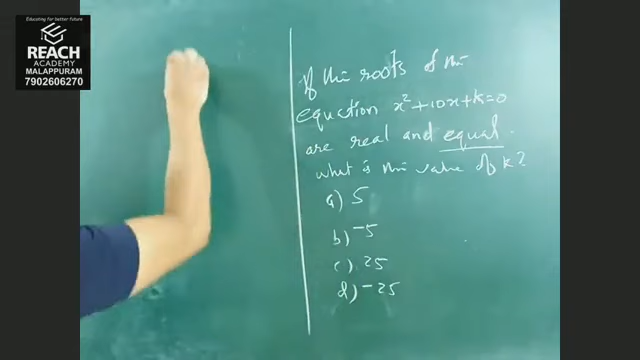 Educating for better future
REACH
ACADEMY
MALAPPURAM
7902606270
If the roots of the
equation x²+10x+k=0
are real and equal.
what is the value of k?
a) 5
b) -5
c) 25
d) -25